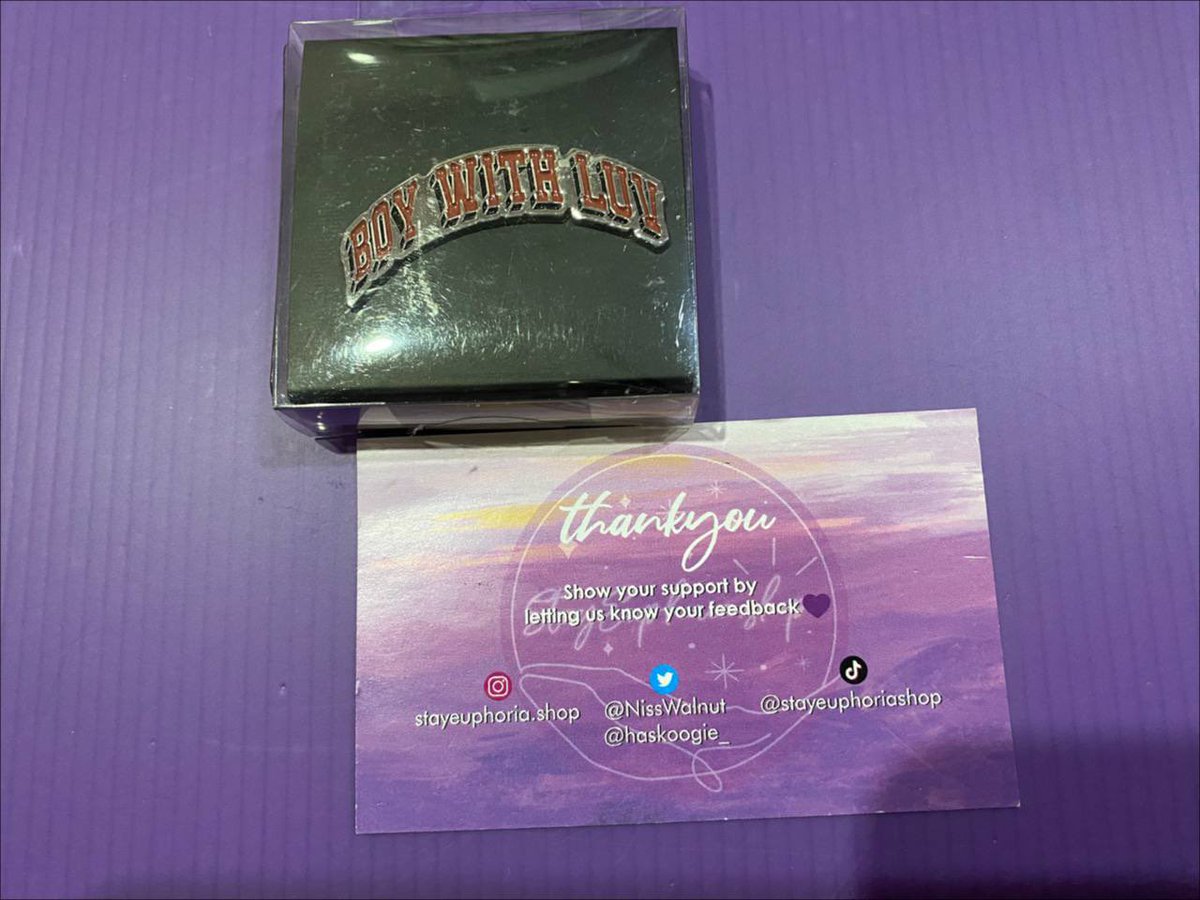 BOY WITH LUV
thankyou
Show your support by
letting us know your feedback
stayeuphoria.shop
@NissWalnut
@haskoogie_
@stayeuphoriashop